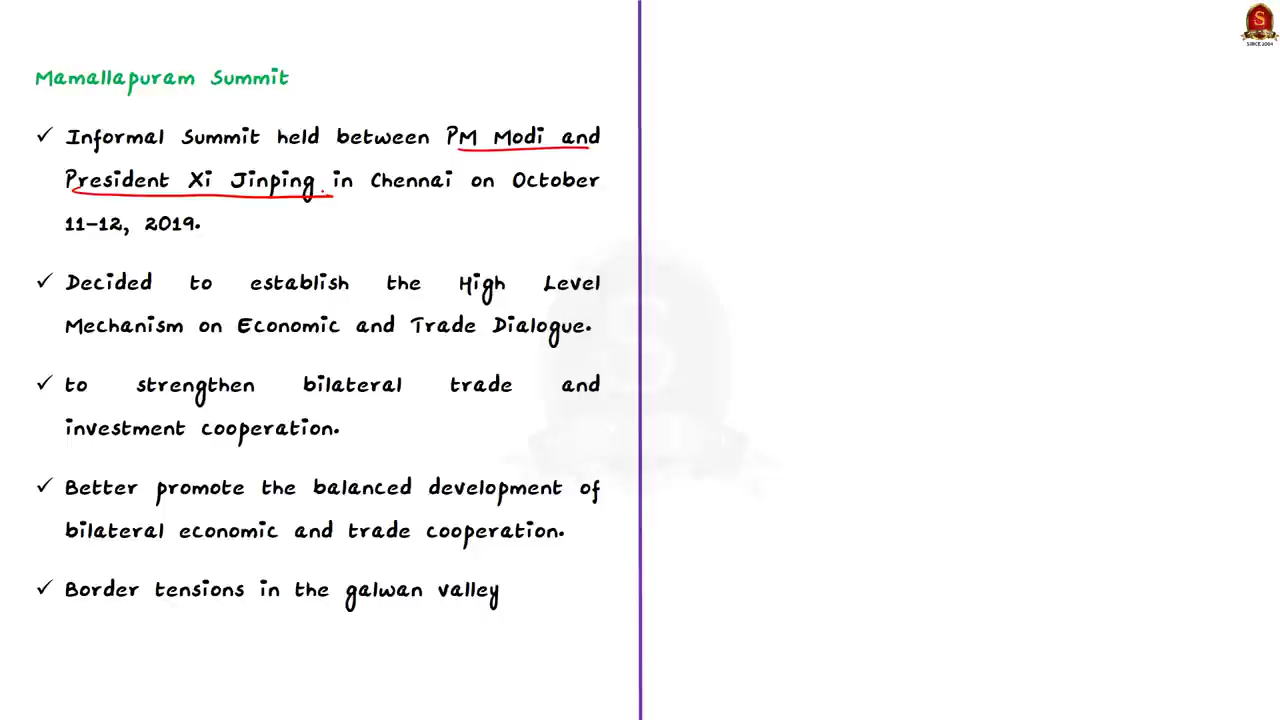 Mamallapuram Summit
✓ Informal Summit held between PM Modi and
President Xi Jinping in Chennai on October
11-12, 2019.
✓ Decided to establish the High Level
Mechanism on Economic and Trade Dialogue.
✓ to strengthen bilateral trade and
investment cooperation.
✓ Better promote the balanced development of
bilateral economic and trade cooperation.
✓ Border tensions in the galwan valley
S
SINCE 2004
S